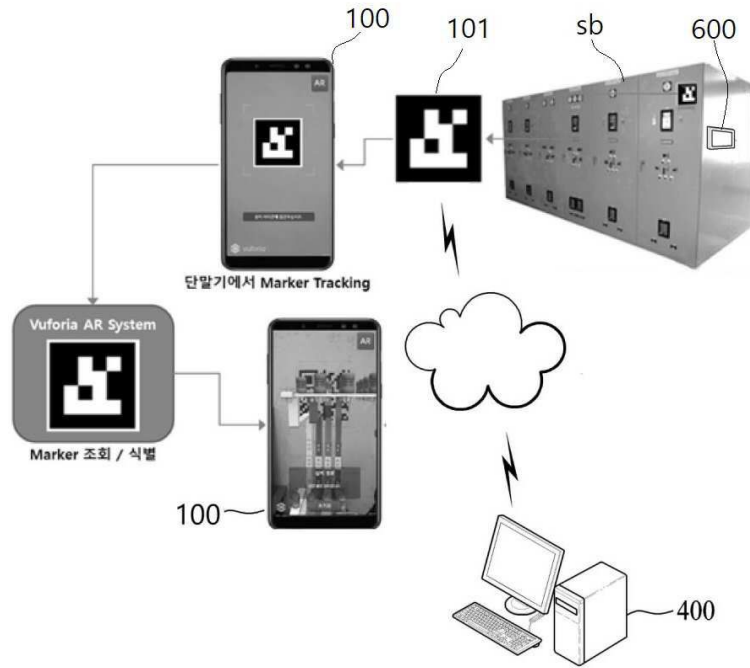 100
101
sb
600
AR
vuforia
단말기에서 Marker Tracking
Vuforia AR System
AR
Marker 조회 / 식별
100
400